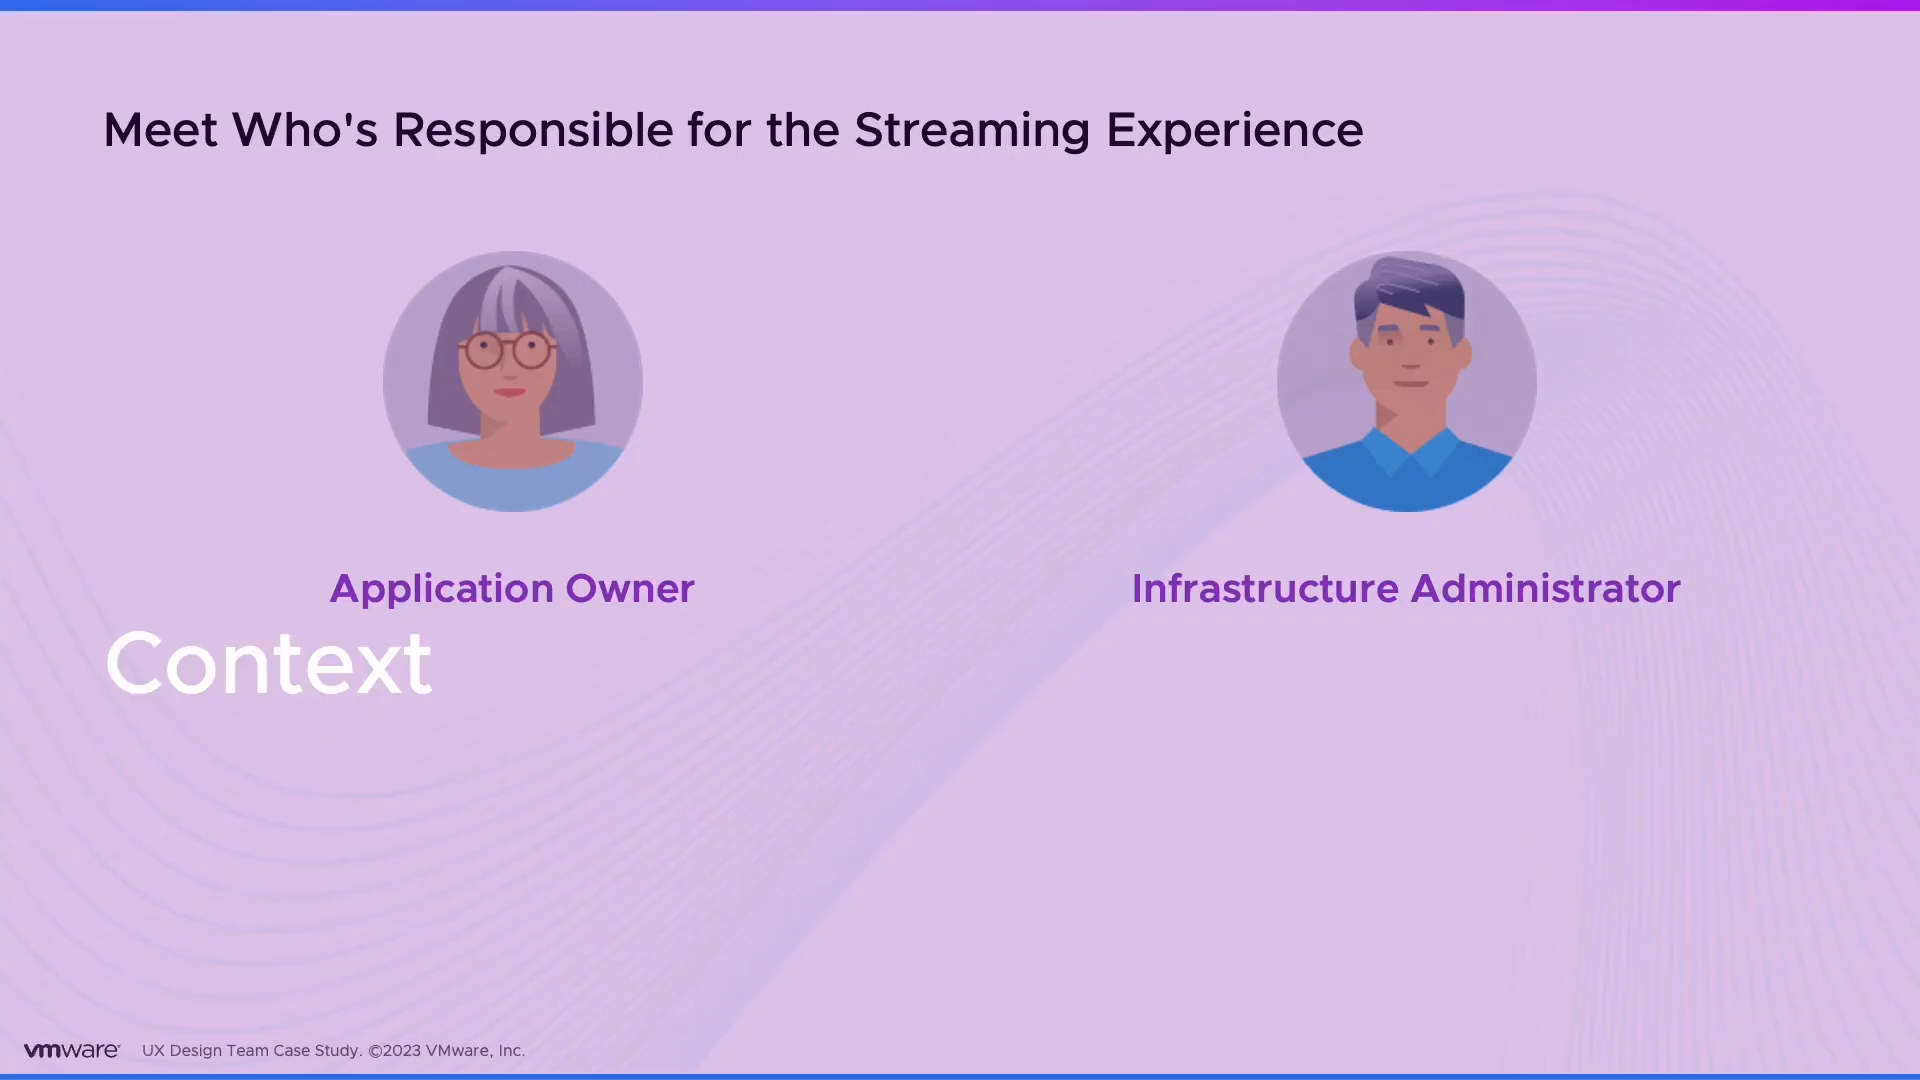 Meet Who's Responsible for the Streaming Experience
Application Owner
Infrastructure Administrator
Context
vmware
UX Design Team Case Study. ©2023 VMware, Inc.